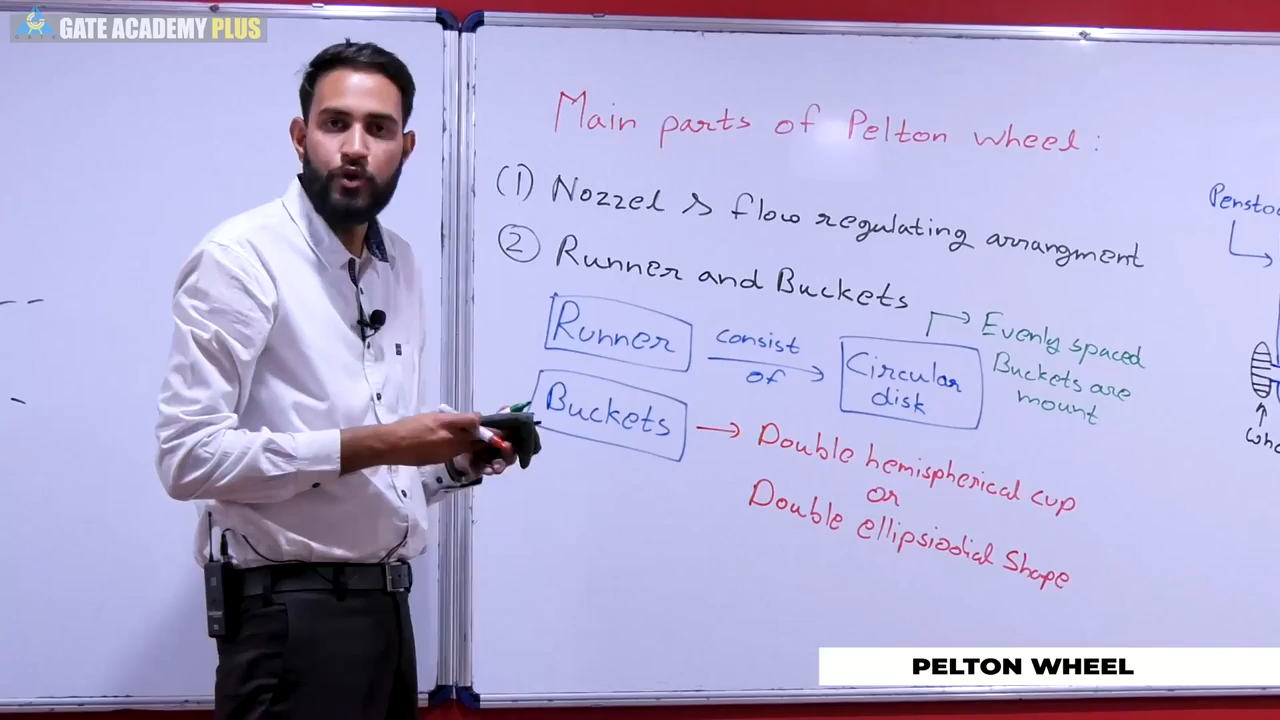 GATE ACADEMY PLUS
Main parts of Pelton wheel :
(1) Nozzel & flow regulating arrangment
② Runner and Buckets
Runner
consist
of
Circular
disk
Evenly spaced
Buckets are
mount
Buckets
Double hemispherical cup
or
Double ellipsiodial Shape
PELTON WHEEL